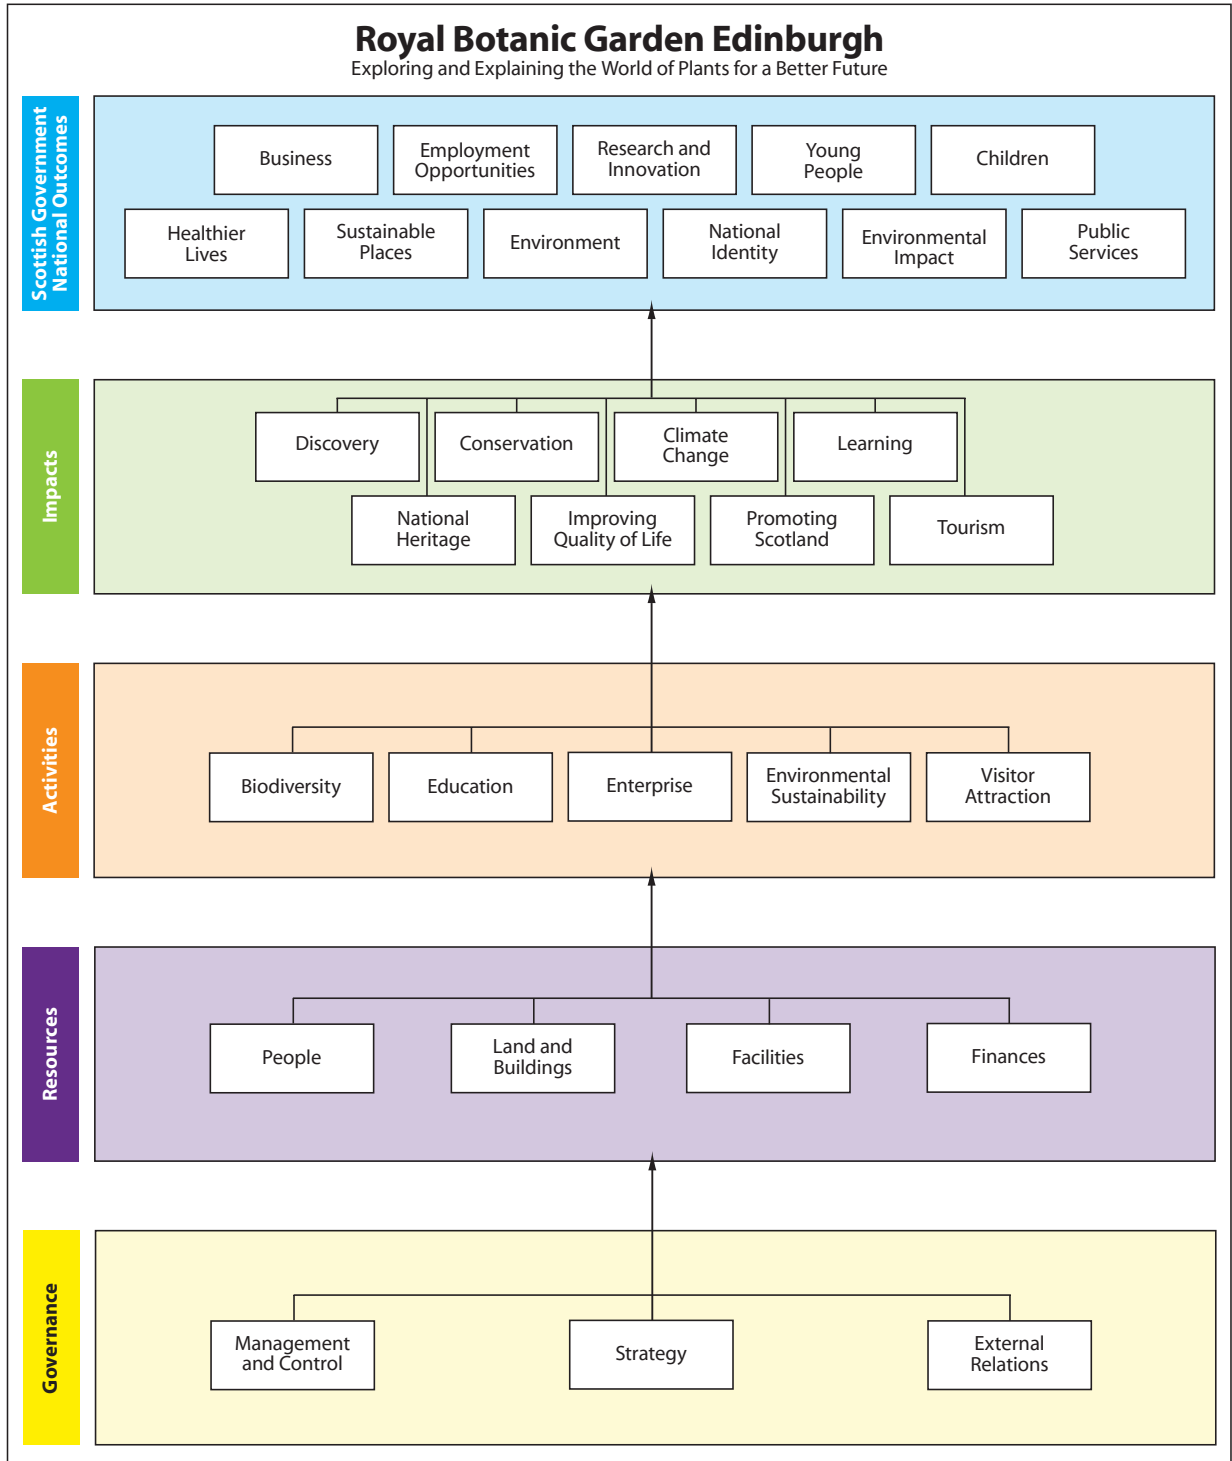 Royal Botanic Garden Edinburgh
Exploring and Explaining the World of Plants for a Better Future
Scottish Government
National Outcomes
Business
Employment
Opportunities
Research and
Innovation
Young
People
Children
Healthier
Lives
Sustainable
Places
Environment
National
Identity
Environmental
Impact
Public
Services
Impacts
Discovery
Conservation
Climate
Change
Learning
National
Heritage
Improving
Quality of Life
Promoting
Scotland
Tourism
Activities
Biodiversity
Education
Enterprise
Environmental
Sustainability
Visitor
Attraction
Resources
People
Land and
Buildings
Facilities
Finances
Governance
Management
and Control
Strategy
External
Relations